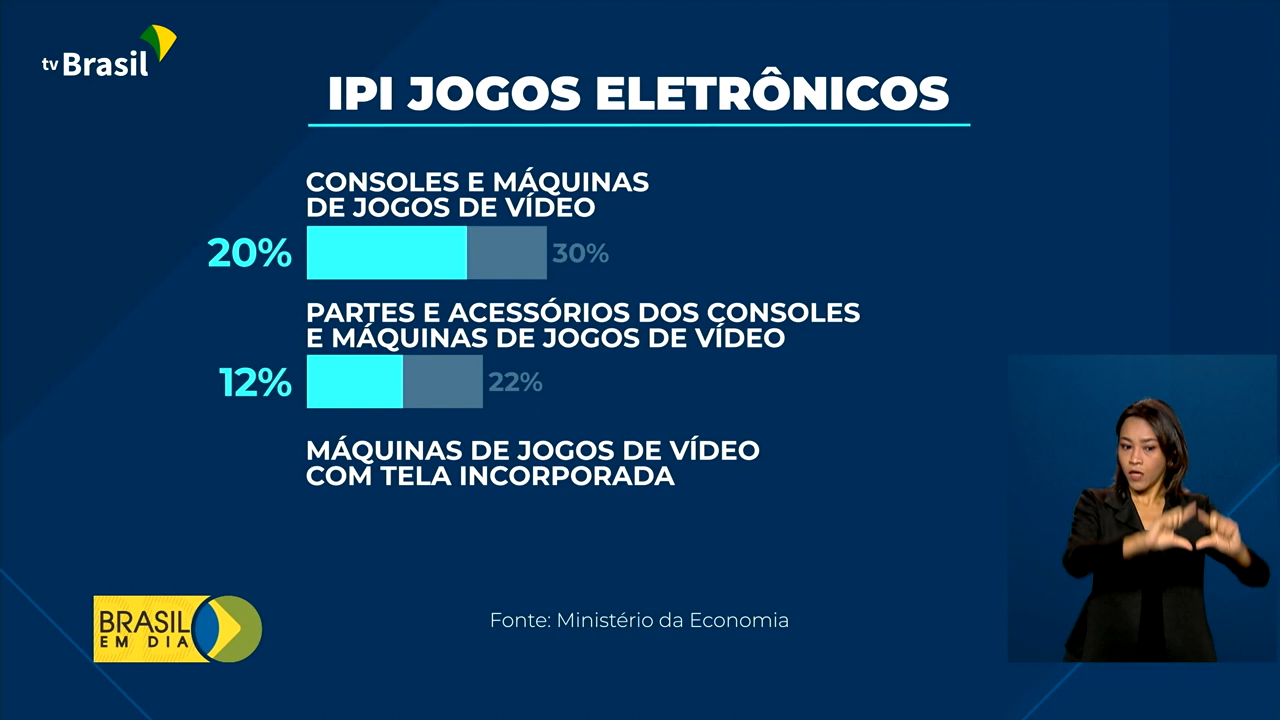 tv Brasil
IPI JOGOS ELETRÔNICOS
CONSOLES E MÁQUINAS
DE JOGOS DE VÍDEO
20%
30%
PARTES E ACESSÓRIOS DOS CONSOLES
E MÁQUINAS DE JOGOS DE VÍDEO
12%
22%
MÁQUINAS DE JOGOS DE VÍDEO
COM TELA INCORPORADA
BRASIL
EM DIA
Fonte: Ministério da Economia